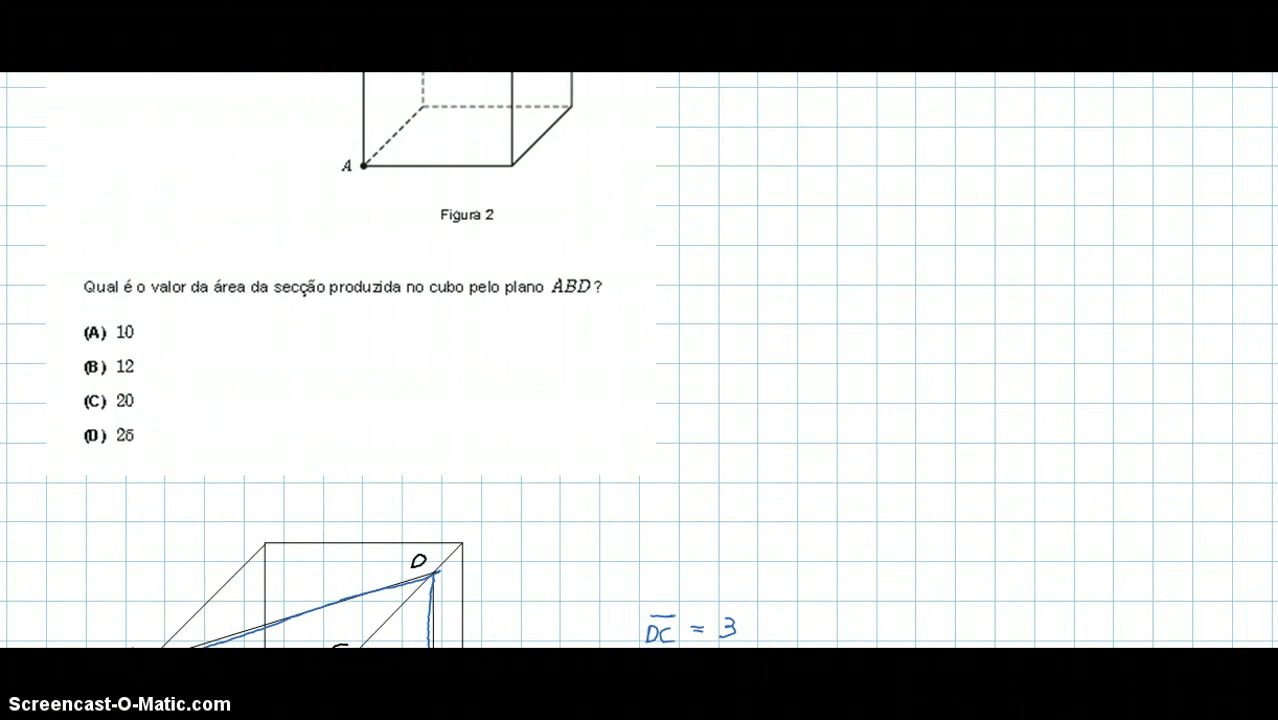 A
Figura 2
Qual é o valor da área da secção produzida no cubo pelo plano ABD ?
(A) 10
(B) 12
(C) 20
(D) 25
D
DC = 3
Screencast-O-Matic.com